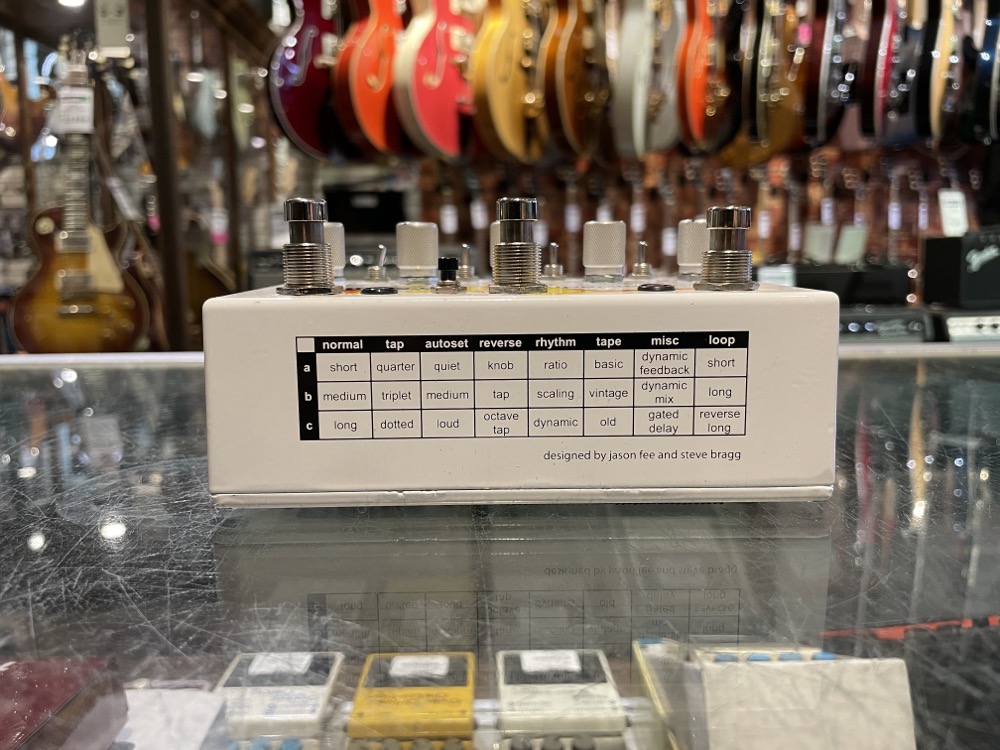 normal tap autoset reverse rhythm tape misc loop
a short quarter quiet knob ratio basic dynamic feedback short
b medium triplet medium tap scaling vintage dynamic mix long
c long dotted loud octave tap dynamic old gated delay reverse long
designed by jason fee and steve bragg
Fender